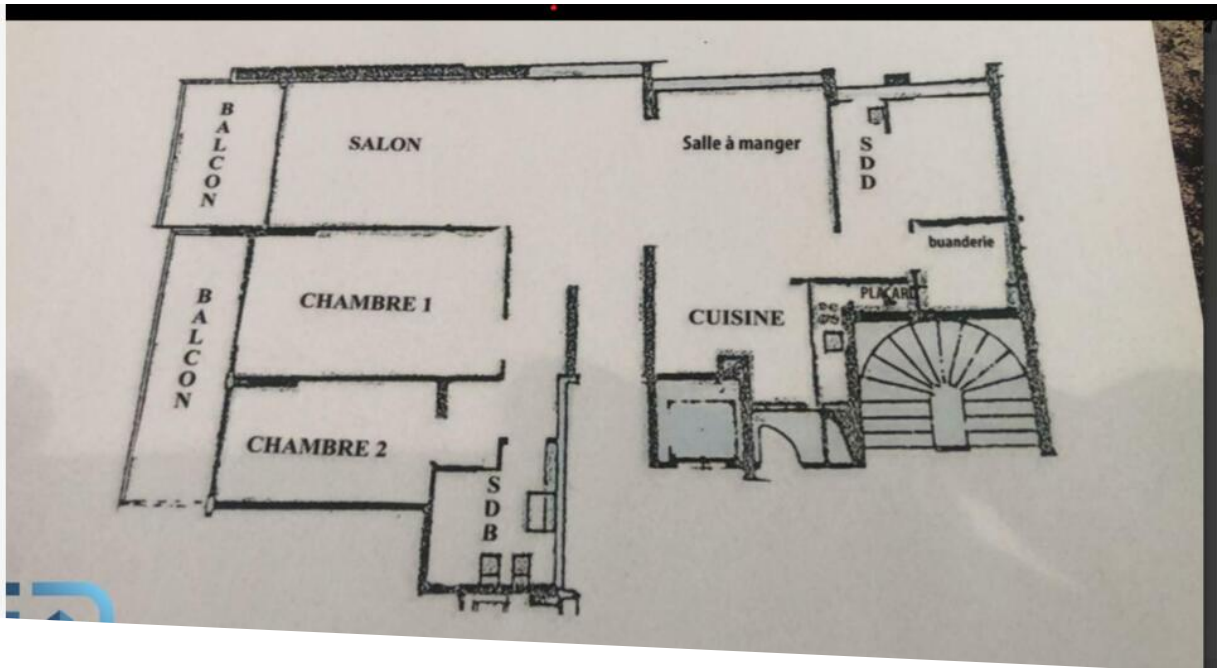 BALCON
SALON
Salle à manger
SDD
buanderie
BALCON
CHAMBRE 1
PLACARD
CUISINE
CHAMBRE 2
SDB